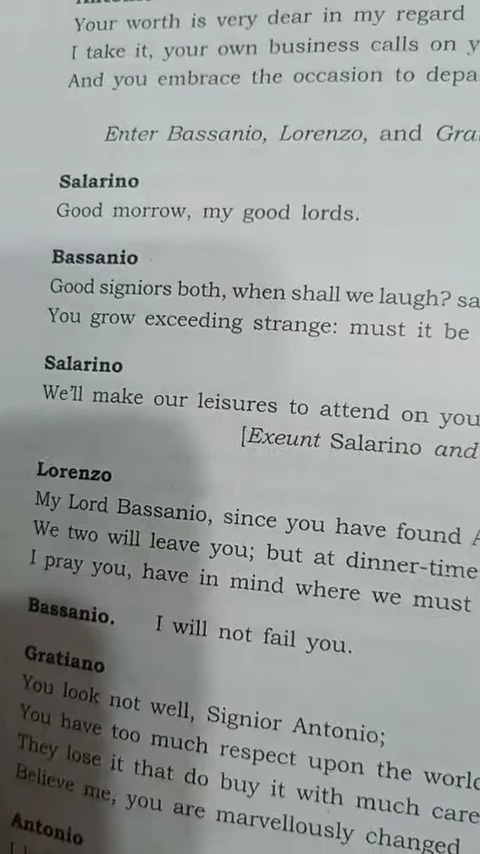 Your worth is very dear in my regard
I take it, your own business calls on
And you embrace the occasion to
Enter Bassanio, Lorenzo, and
Salarino
Good morrow, my good lords.
Bassanio
Good signiors both, when shall we laugh?
You grow exceeding strange: must it be
Salarino
We'll make our leisures to attend on
[Exeunt Salarino and
Lorenzo
My Lord Bassanio, since you have found
We two will leave you; but at dinner-time
I pray you, have in mind where we must
Bassanio. I will not fail you.
Gratiano
You look not well, Signior Antonio;
You have too much respect upon the
They lose it that do buy it with much care
Believe me, you are marvellously changed
Antonio